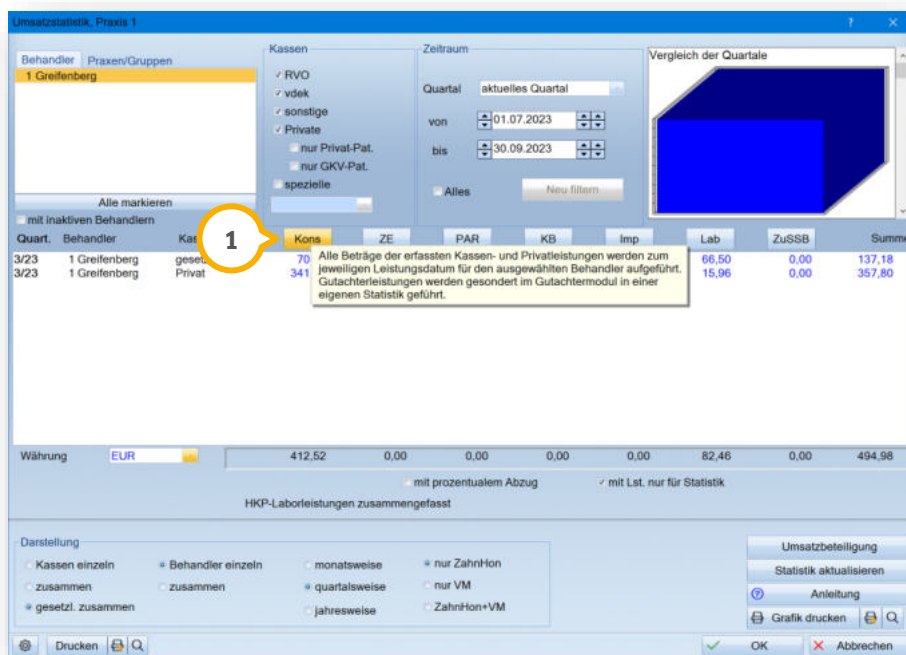 Umsatzstatistik, Praxis 1
Behandler Praxen/Gruppen
1 Greifenberg
Alle markieren
mit inaktiven Behandlern
Kassen
RVO
vdek
sonstige
Private
nur Privat-Pat.
nur GKV-Pat.
spezielle
Zeitraum
Quartal aktuelles Quartal
von 01.07.2023
bis 30.09.2023
Alles Neu filtern
Vergleich der Quartale
1
Quart. Behandler Kons ZE PAR KB Imp Lab ZuSSB Summe
3/23 1 Greifenberg 66,50 0,00 137,18
3/23 1 Greifenberg Privat 15,96 0,00 357,80
Alle Beträge der erfassten Kassen- und Privatleistungen werden zum
jeweiligen Leistungsdatum für den ausgewählten Behandler aufgeführt.
Gutachterleistungen werden gesondert im Gutachtermodul in einer
eigenen Statistik geführt.
Währung EUR 412,52 0,00 0,00 0,00 0,00 82,46 0,00 494,98
mit prozentualem Abzug mit Lst. nur für Statistik
HKP-Laborleistungen zusammengefasst
Darstellung
Kassen einzeln Behandler einzeln monatsweise nur ZahnHon
zusammen zusammen quartalsweise nur VM
gesetzl. zusammen jahresweise ZahnHon+VM
Umsatzbeteiligung
Statistik aktualisieren
Anleitung
Grafik drucken
Drucken OK Abbrechen